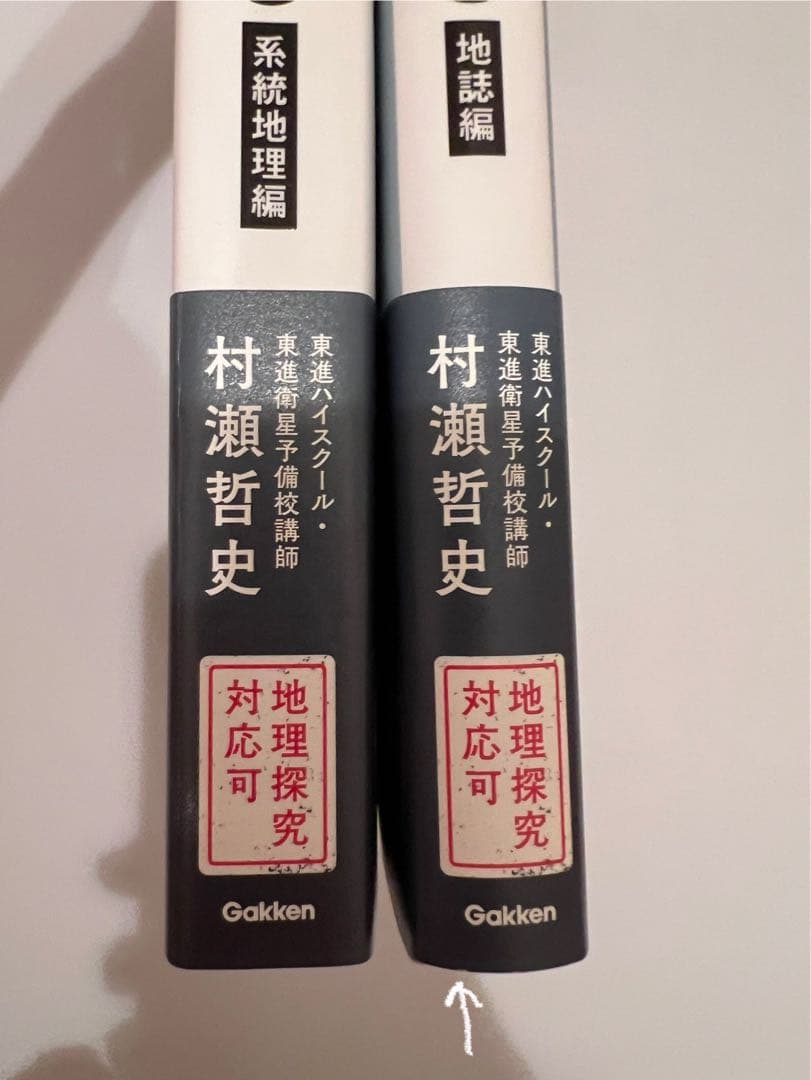 系統地理編
東進ハイスクール・
東進衛星予備校講師
村瀬哲史
地理探究
対応可
Gakken
地誌編
東進ハイスクール・
東進衛星予備校講師
村瀬哲史
地理探究
対応可
Gakken